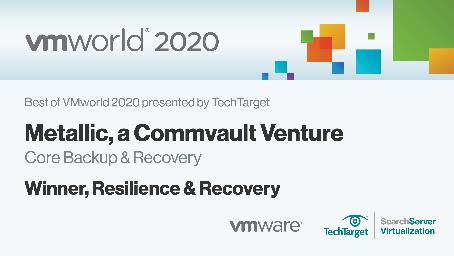 vmworld® 2020
Best of VMworld 2020 presented by TechTarget
Metallic, a Commvault Venture
Core Backup & Recovery
Winner, Resilience & Recovery
vmware®
TechTarget
SearchServer
Virtualization